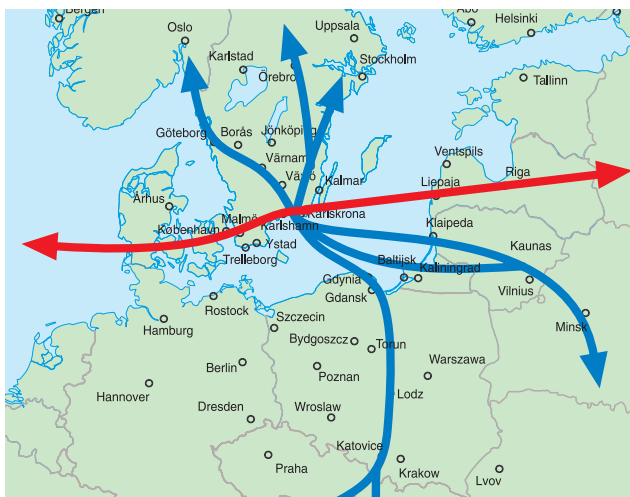 Bergen
Oslo
Uppsala
Åbo
Helsinki
Karlstad
Örebro
Stockholm
Tallinn
Göteborg
Borås
Jönköping
Värnamo
Ventspils
Riga
Växjö
Kalmar
Liepaja
Århus
København
Malmö
Karlshamn
Karlskrona
Klaipeda
Ystad
Trelleborg
Kaunas
Baltijsk
Kaliningrad
Gdynia
Gdansk
Vilnius
Rostock
Hamburg
Szczecin
Minsk
Bydgoszcz
Torun
Berlin
Poznan
Warszawa
Hannover
Lodz
Dresden
Wroslaw
Katovice
Praha
Krakow
Lvov